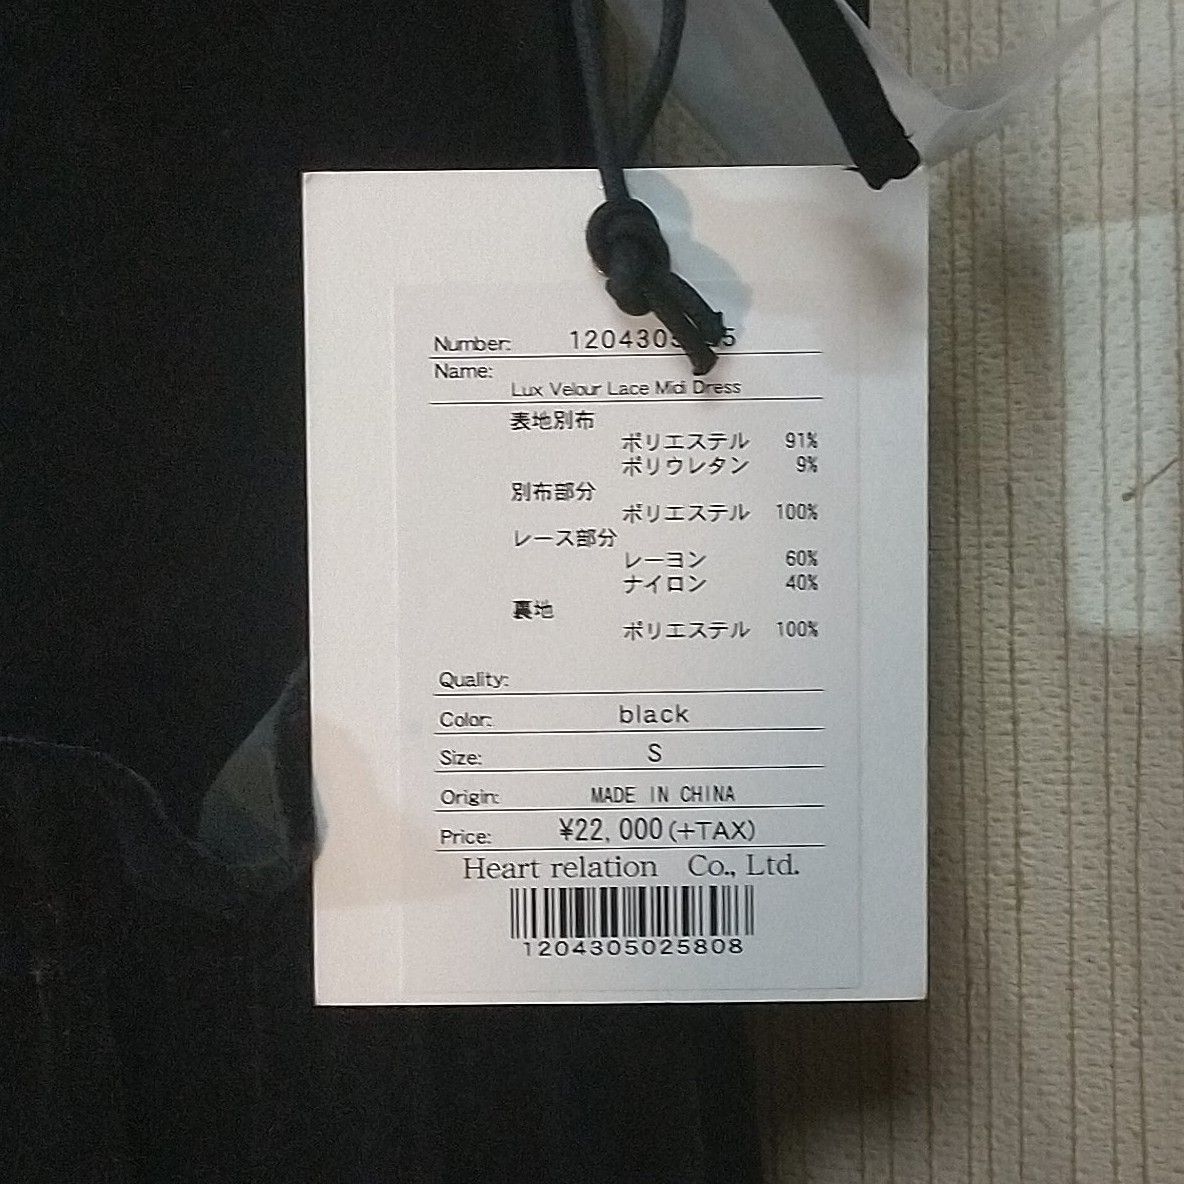 Number:
Name:
Lux Velour Lace Midi Dress
表地別布
ポリエステル 91%
ポリウレタン 9%
別布部分
ポリエステル 100%
レース部分
レーヨン 60%
ナイロン 40%
裏地
ポリエステル 100%
Quality:
Color: black
Size: S
Origin: MADE IN CHINA
Price: ¥22,000(+TAX)
Heart relation Co., Ltd.
1204305025808